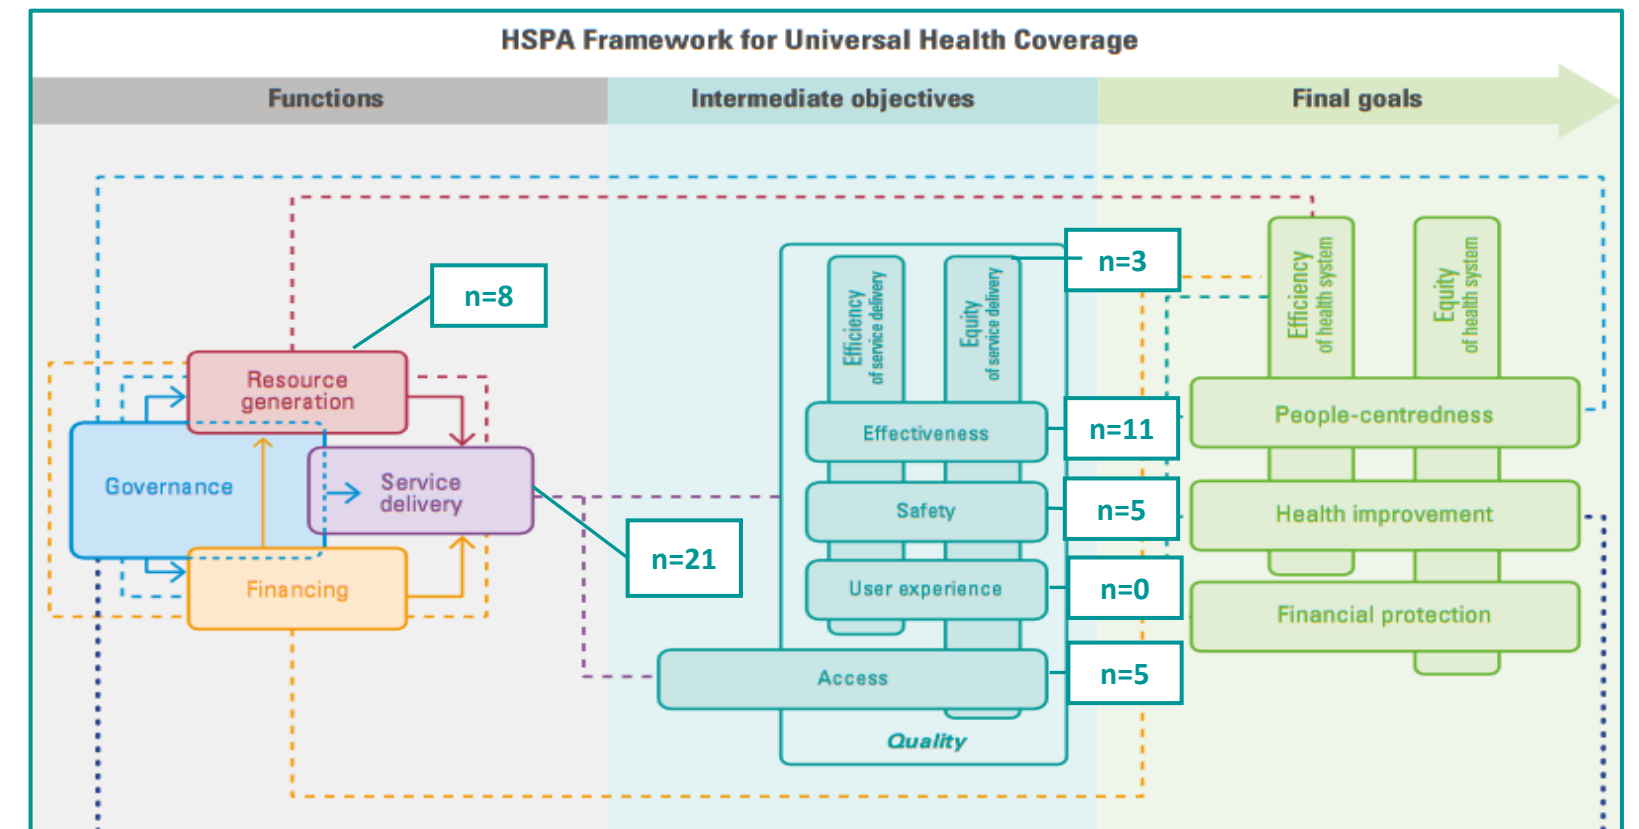 HSPA Framework for Universal Health Coverage
Functions
Intermediate objectives
Final goals
n=8
Resource
generation
Governance
Service
delivery
Financing
n=21
Efficiency
of service delivery
Equity
of service delivery
n=3
Effectiveness
n=11
Safety
n=5
User experience
n=0
Access
n=5
Quality
Efficiency
of health system
Equity
of health system
People-centredness
Health improvement
Financial protection